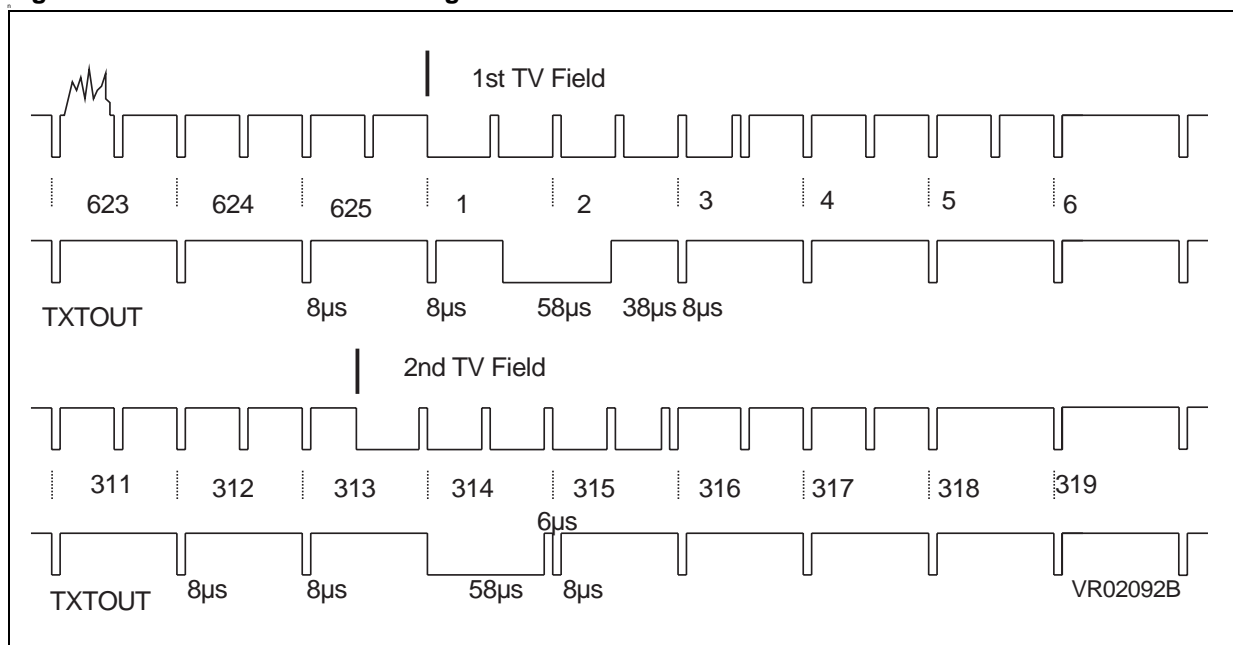 1st TV Field
623 624 625 1 2 3 4 5 6
8µs 8µs 58µs 38µs 8µs
TXTOUT
2nd TV Field
311 312 313 314 315 316 317 318 319
6µs
8µs 8µs 58µs 8µs VR02092B
TXTOUT